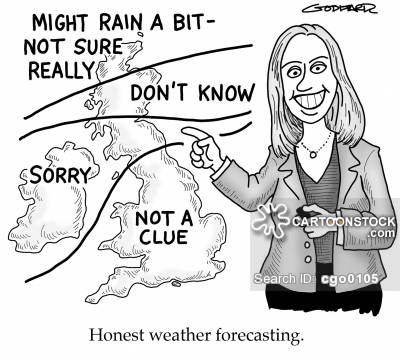 GODDARD
MIGHT RAIN A BIT-
NOT SURE
REALLY
DON'T KNOW
SORRY
NOT A
CLUE
CARTOONSTOCK
.com
Search ID: cgo0105
Honest weather forecasting.